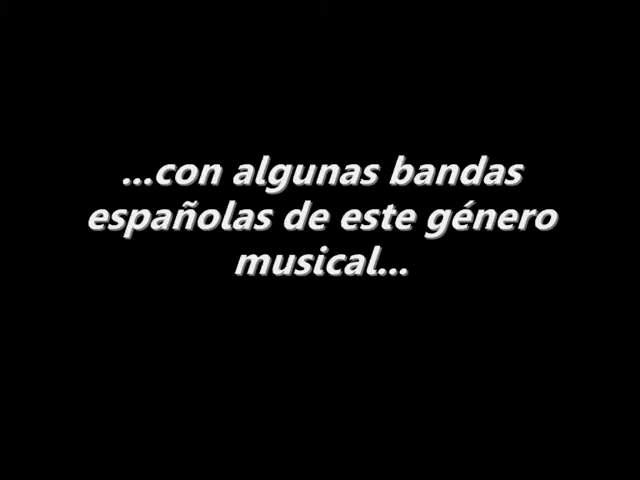 ...con algunas bandas
españolas de este género
musical...